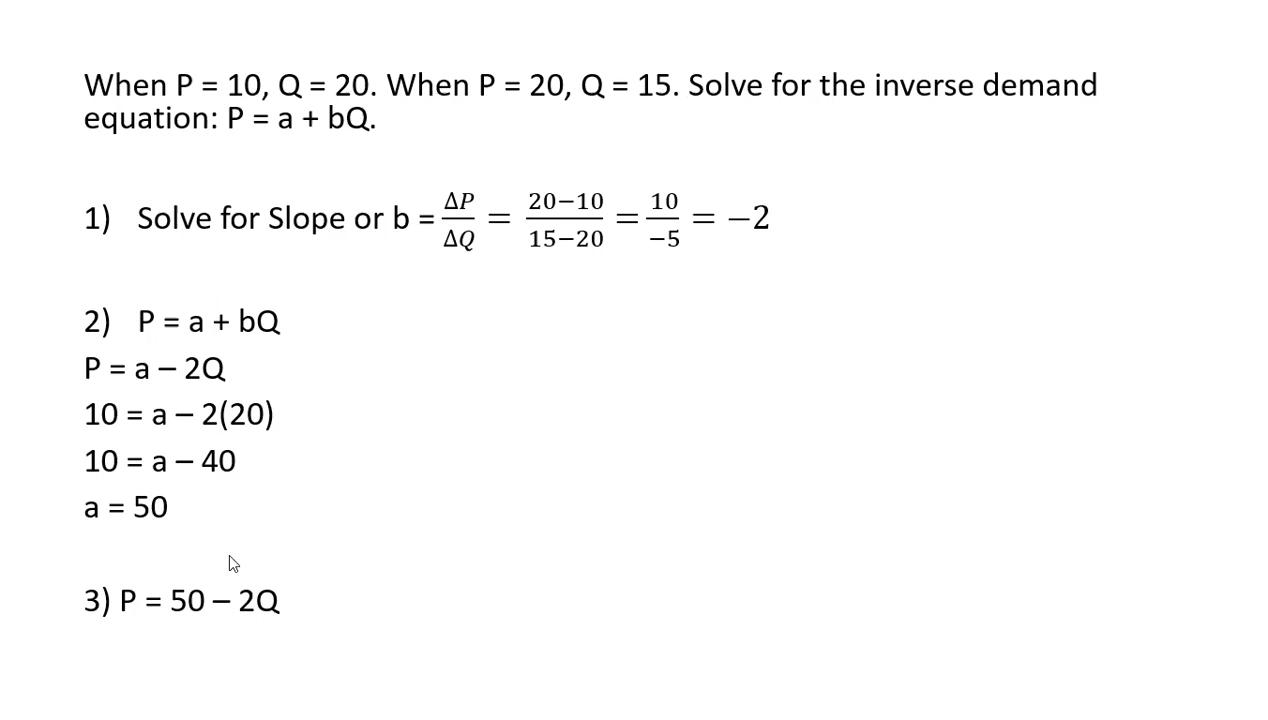 When P = 10, Q = 20. When P = 20, Q = 15. Solve for the inverse demand
equation: P = a + bQ.
1) Solve for Slope or b = ΔP/ΔQ = 20−10/15−20 = 10/−5 = −2
2) P = a + bQ
P = a – 2Q
10 = a – 2(20)
10 = a – 40
a = 50
3) P = 50 – 2Q